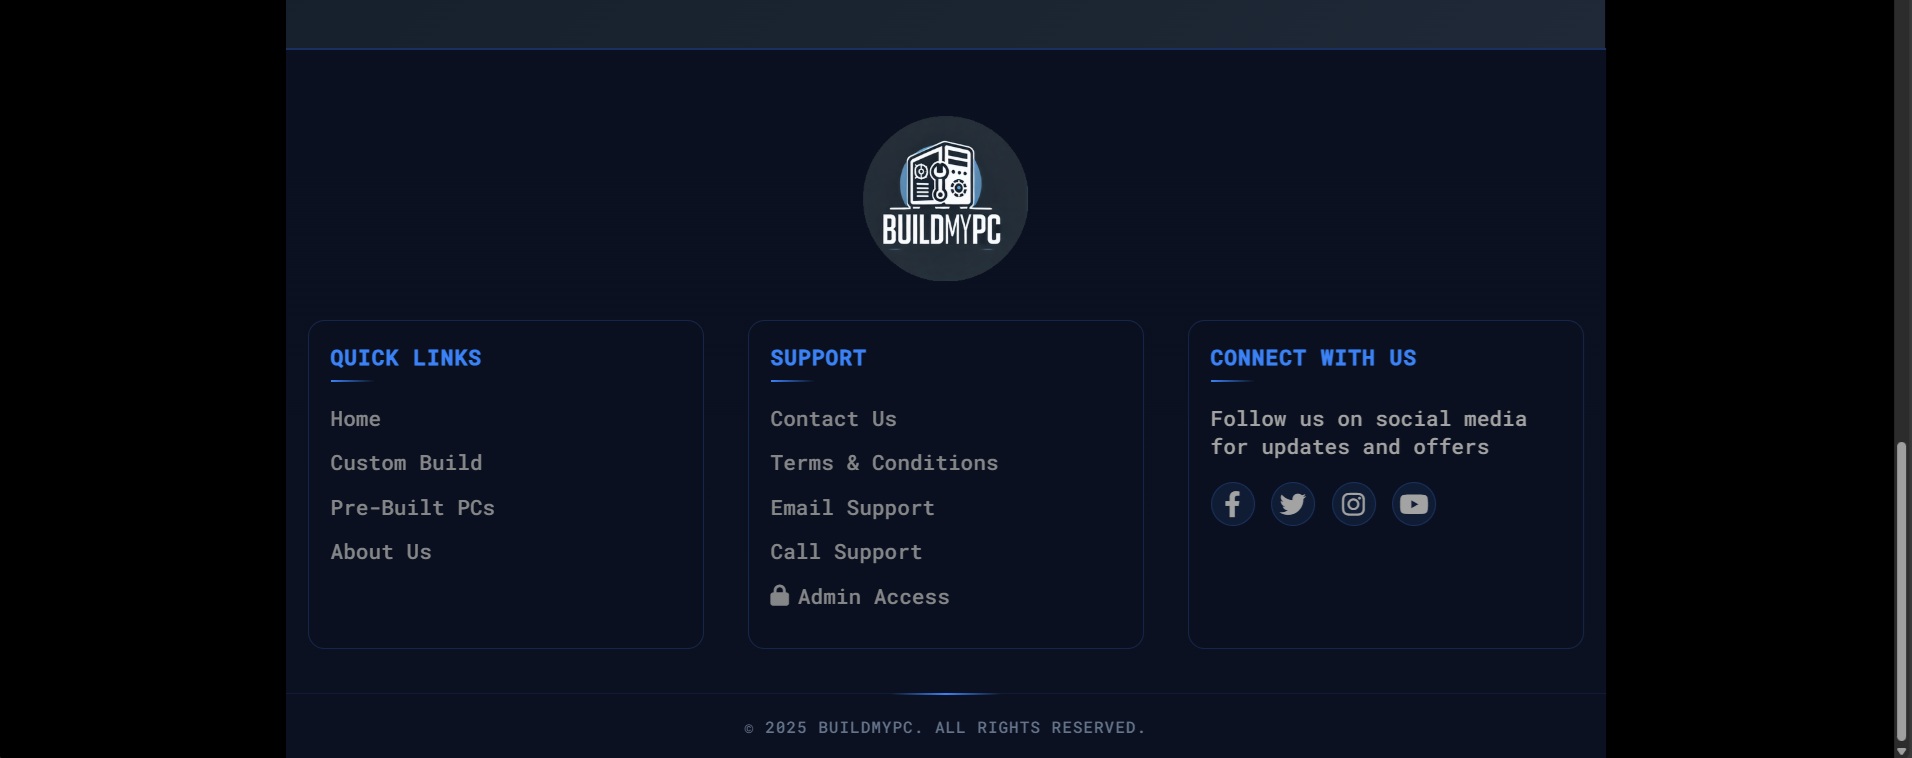 BUILDMYPC
QUICK LINKS
Home
Custom Build
Pre-Built PCs
About Us
SUPPORT
Contact Us
Terms & Conditions
Email Support
Call Support
Admin Access
CONNECT WITH US
Follow us on social media
for updates and offers
© 2025 BUILDMYPC. ALL RIGHTS RESERVED.